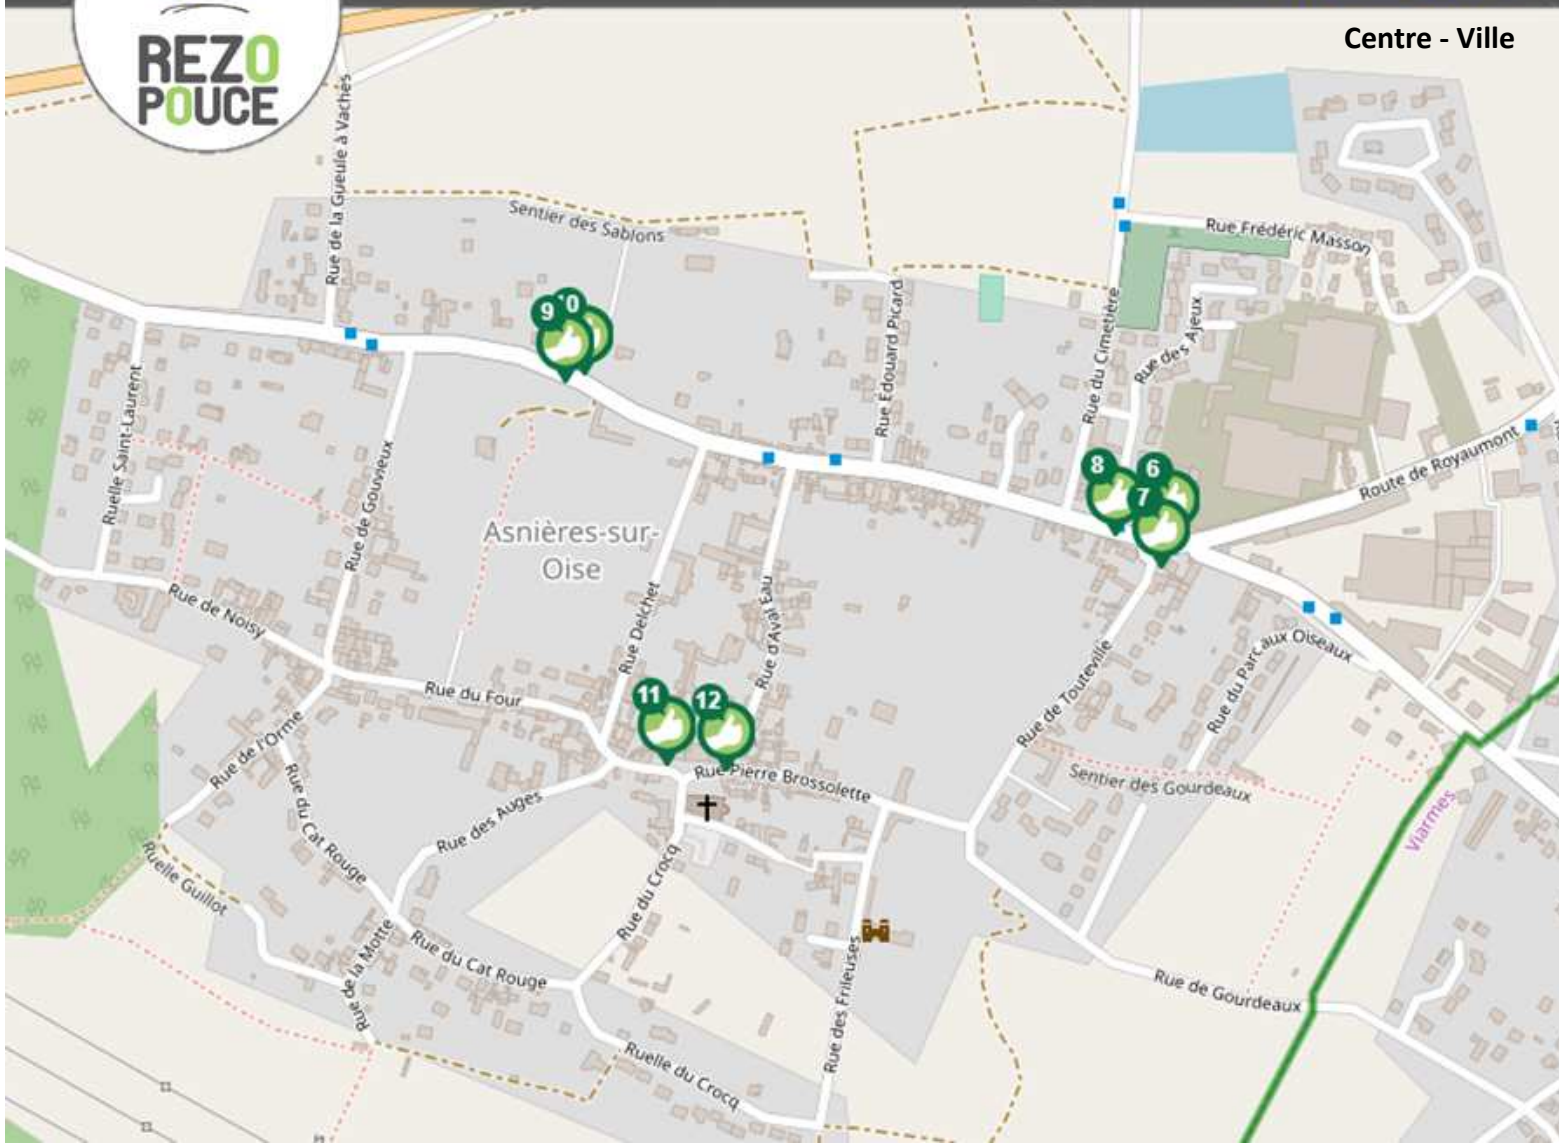 REZO
POUCE
Centre - Ville
Rue de la Gueule à Vaches
Sentier des Sablons
Rue Frédéric Masson
Rue Edouard Picard
Rue du Cimetière
Rue des Ajeux
9
0
Ruelle Saint-Laurent
Rue de Gouvieux
8
6
7
Route de Royaumont
Asnières-sur-
Oise
Rue de Noisy
Rue Delchet
Rue d'Aval Eau
Rue de Touteville
Rue du Parc aux Oiseaux
Rue du Four
11
12
Rue de l'Orme
Rue Pierre Brossolette
Sentier des Gourdeaux
Rue du Cat Rouge
Rue des Auges
Viarmes
Ruelle Guillot
Rue du Crocq
Rue de la Motte
Rue du Cat Rouge
Rue des Frileuses
Rue de Gourdeaux
Ruelle du Crocq